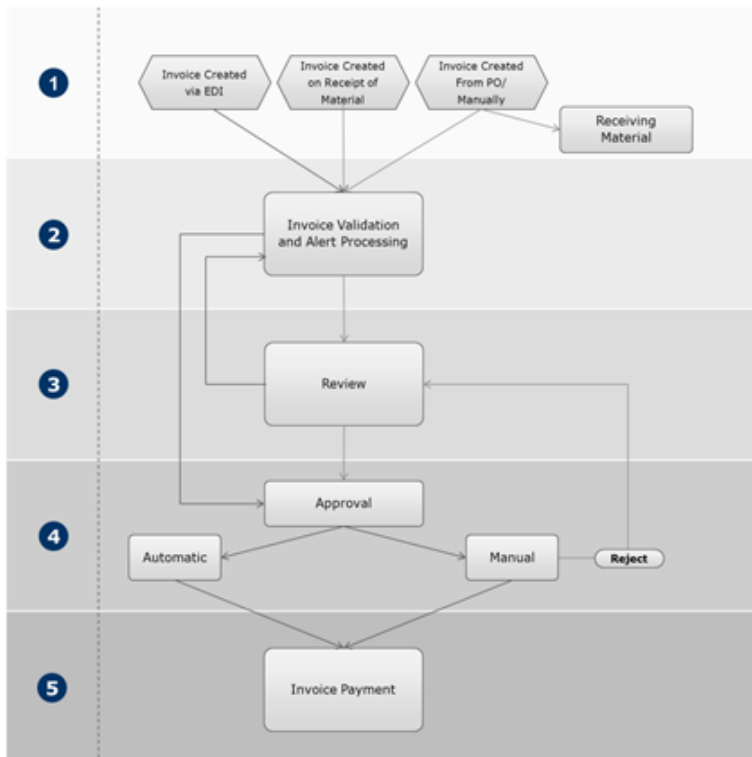 1
Invoice Created
via EDI
Invoice Created
on Receipt of
Material
Invoice Created
From PO/
Manually
Receiving
Material
2
Invoice Validation
and Alert Processing
3
Review
4
Approval
Automatic
Manual
Reject
5
Invoice Payment